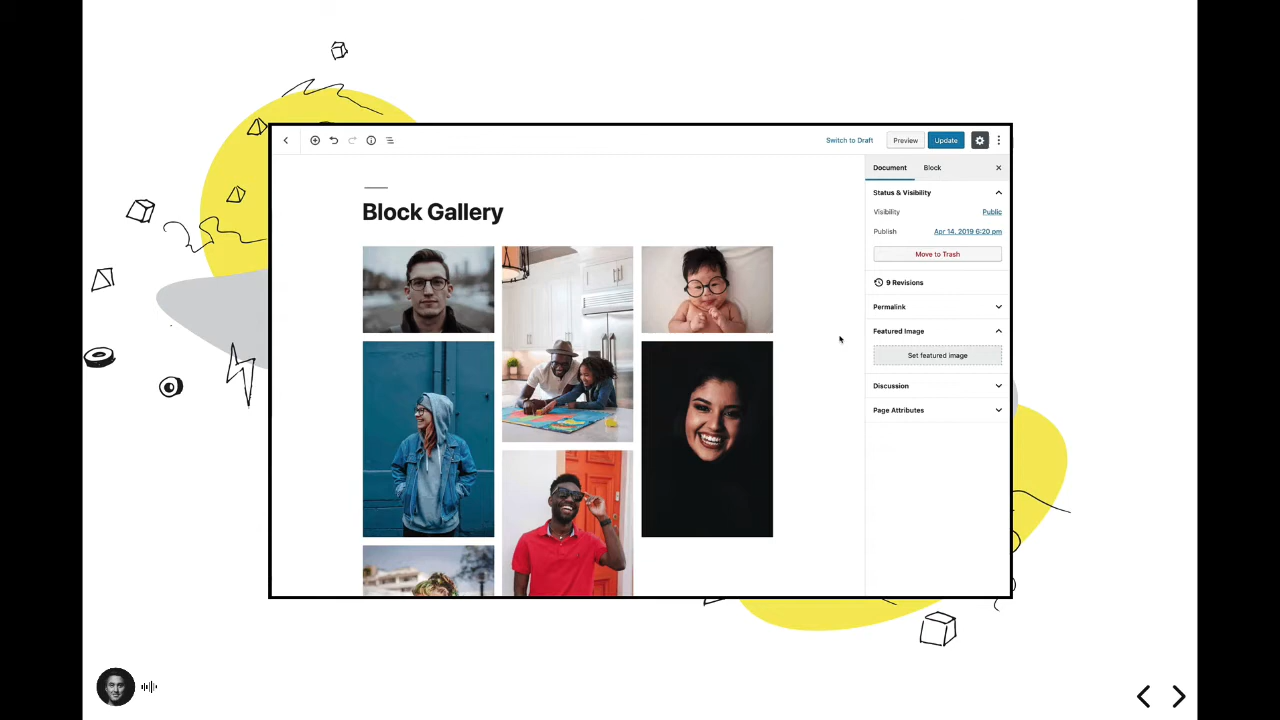 Switch to Draft
Preview
Update
Document
Block
Status & Visibility
Visibility
Public
Publish
Apr 14, 2019 6:20 pm
Move to Trash
9 Revisions
Permalink
Featured Image
Set featured image
Discussion
Page Attributes
Block Gallery